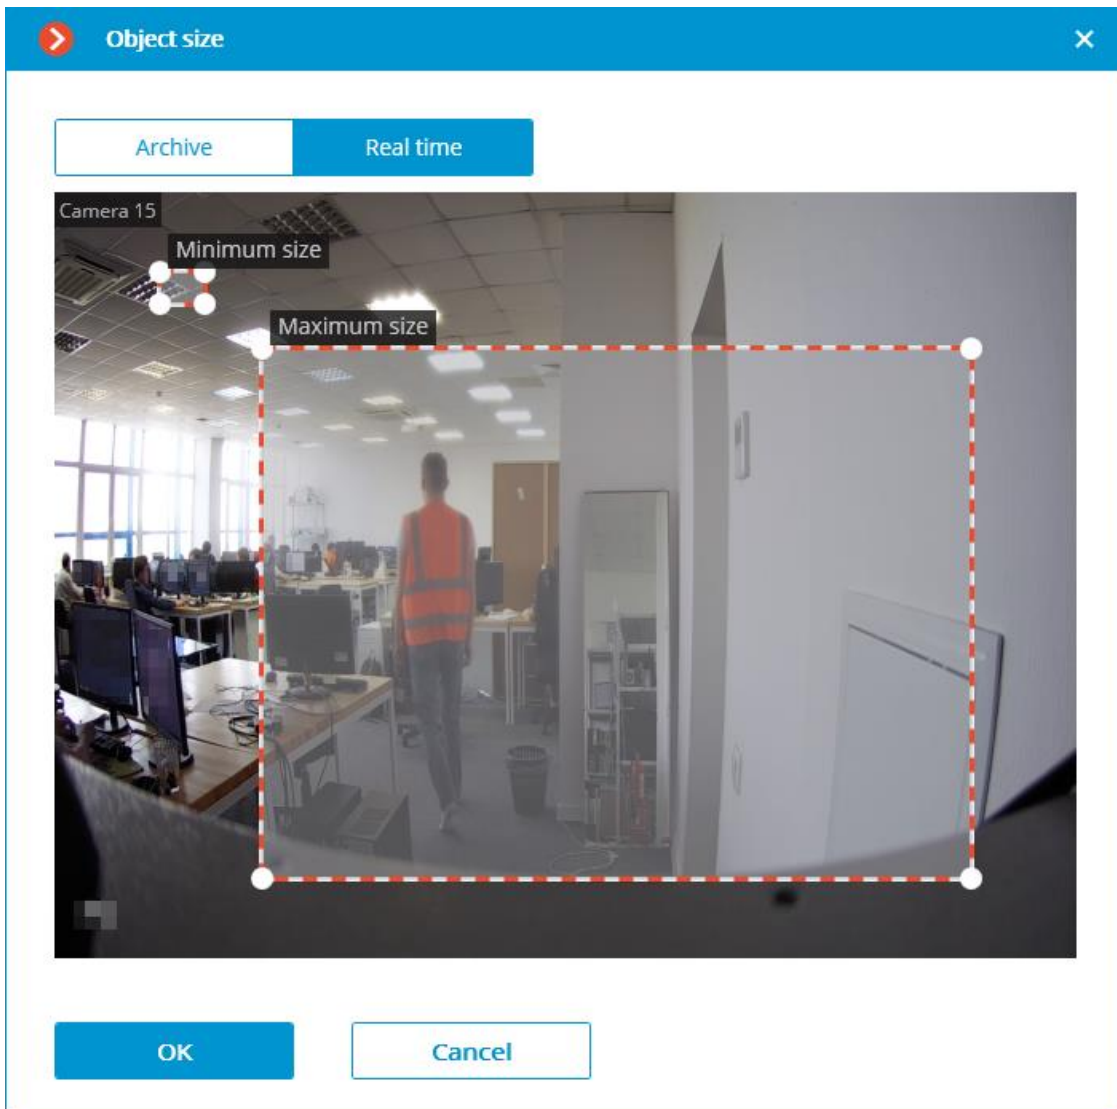 Object size
Archive
Real time
Camera 15
Minimum size
Maximum size
OK
Cancel